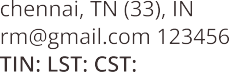 chennai, TN (33), IN
rm@gmail.com 123456
TIN: LST: CST: